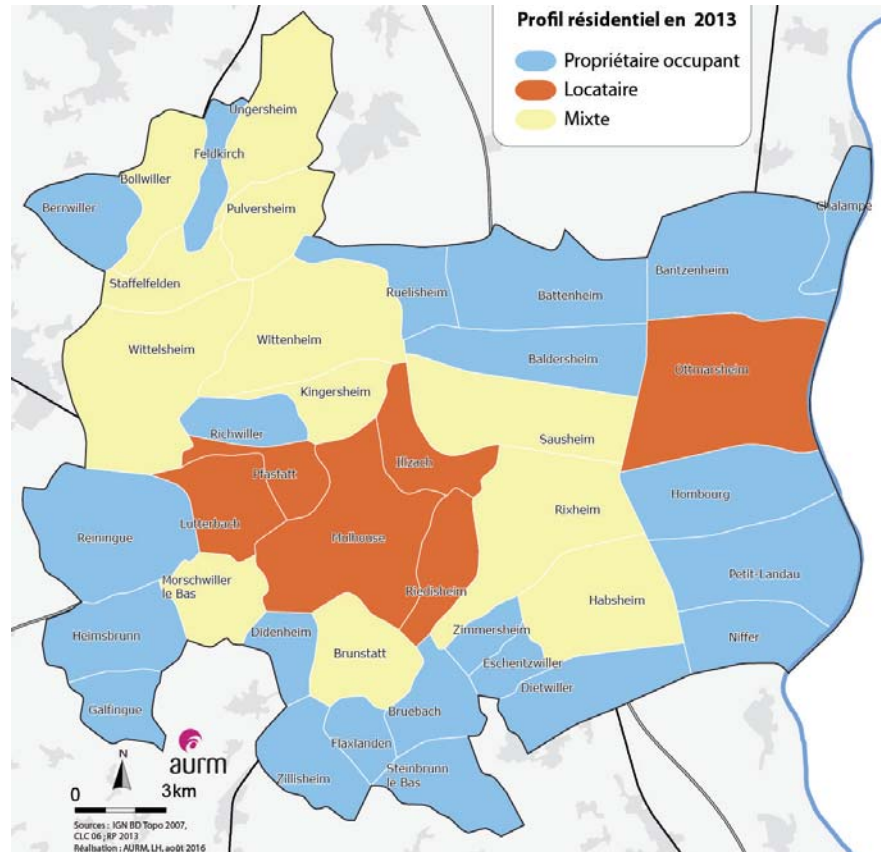 Profil résidentiel en 2013
Propriétaire occupant
Locataire
Mixte
Ungersheim
Feldkirch
Bollwiller
Berrwiller
Pulversheim
Chalampe
Bantzenheim
Staffelfelden
Ruelisheim
Battenheim
Wittenheim
Wittelsheim
Baldersheim
Ottmarsheim
Kingersheim
Richwiller
Sausheim
Illzach
Pfastatt
Hombourg
Rixheim
Lutterbach
Mulhouse
Reiningue
Petit-Landau
Morschwiller
le Bas
Riedisheim
Habsheim
Heimsbrunn
Didenheim
Zimmersheim
Niffer
Brunstatt
Eschentzwiller
Dietwiller
Galfingue
Bruebach
Flaxlanden
Steinbrunn
le Bas
Zillisheim
aurm
N
0 3km
Sources : IGN BD Topo 2007,
CLC 06 ; RP 2013
Réalisation : AURM, LH, août 2016